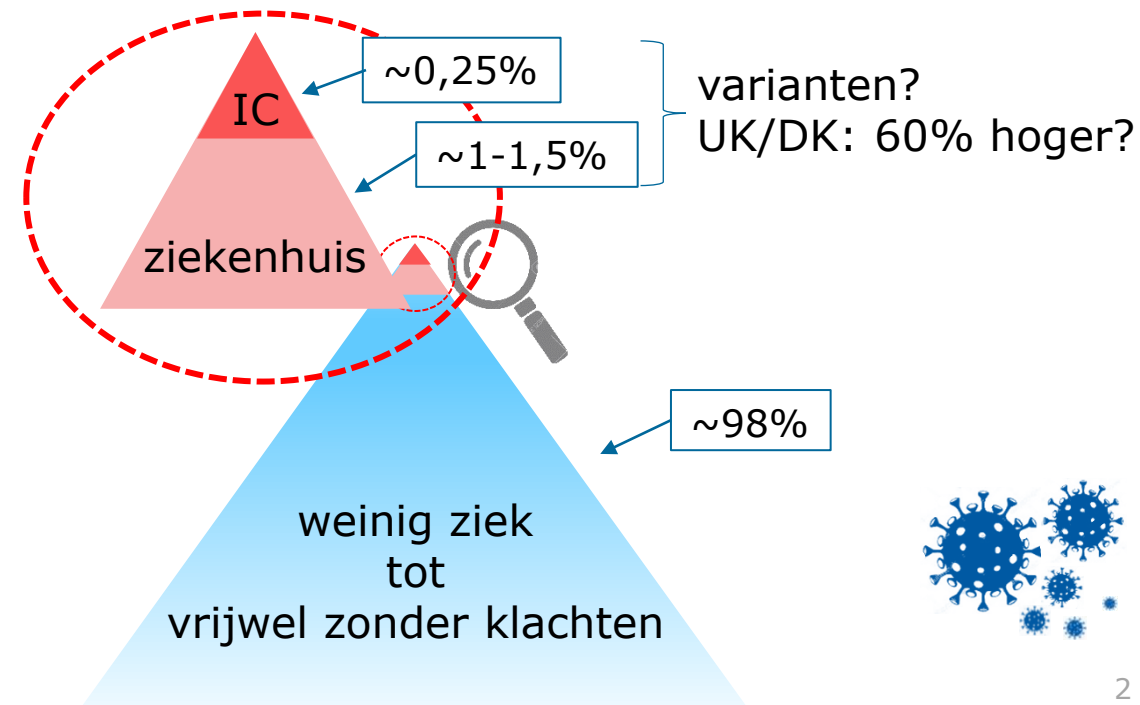 ~0,25%
IC
~1-1,5%
varianten?
UK/DK: 60% hoger?
ziekenhuis
~98%
weinig ziek
tot
vrijwel zonder klachten
2